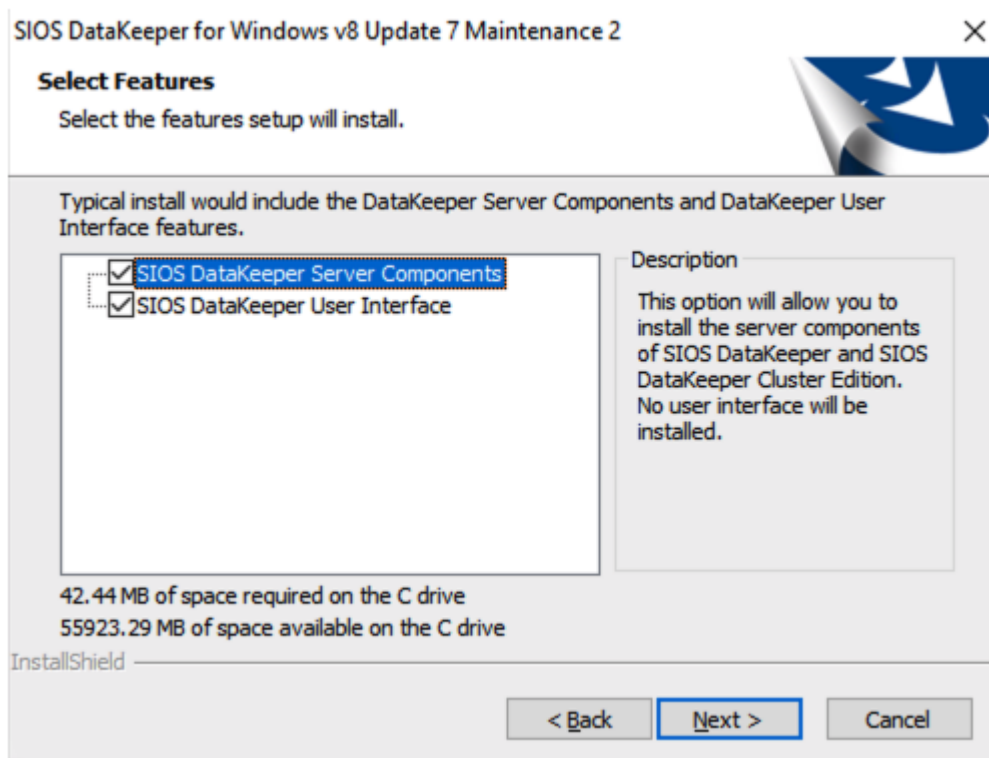 SIOS DataKeeper for Windows v8 Update 7 Maintenance 2
Select Features
Select the features setup will install.
Typical install would include the DataKeeper Server Components and DataKeeper User
Interface features.
SIOS DataKeeper Server Components
SIOS DataKeeper User Interface
Description
This option will allow you to
install the server components
of SIOS DataKeeper and SIOS
DataKeeper Cluster Edition.
No user interface will be
installed.
42.44 MB of space required on the C drive
55923.29 MB of space available on the C drive
InstallShield
< Back
Next >
Cancel